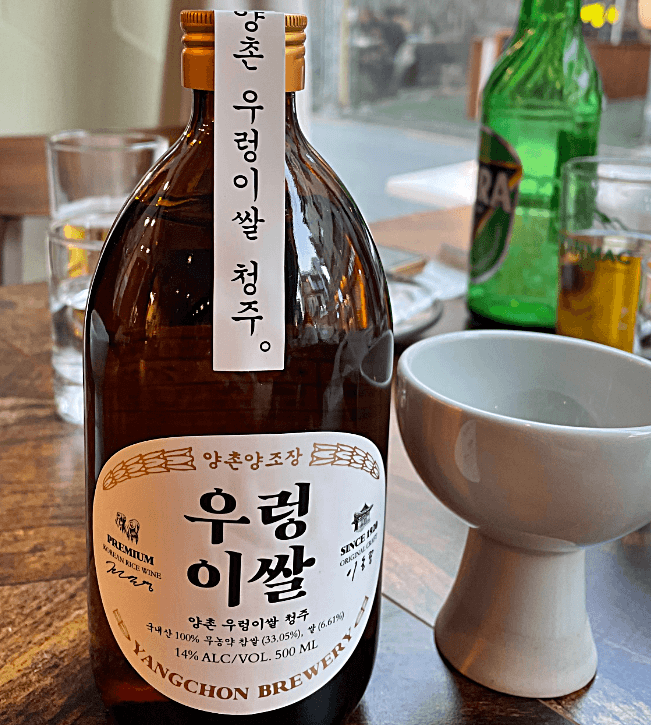 양촌 우렁이쌀 청주。
양촌양조장
우렁
이쌀
PREMIUM
KOREAN RICE WINE
SINCE 1920
ORIGINAL
양촌 우렁이쌀 청주
국내산 100% 무농약 찹쌀 (33.05%), 쌀 (6.61%)
14% ALC/VOL. 500 ML
YANGCHON BREWERY
RA